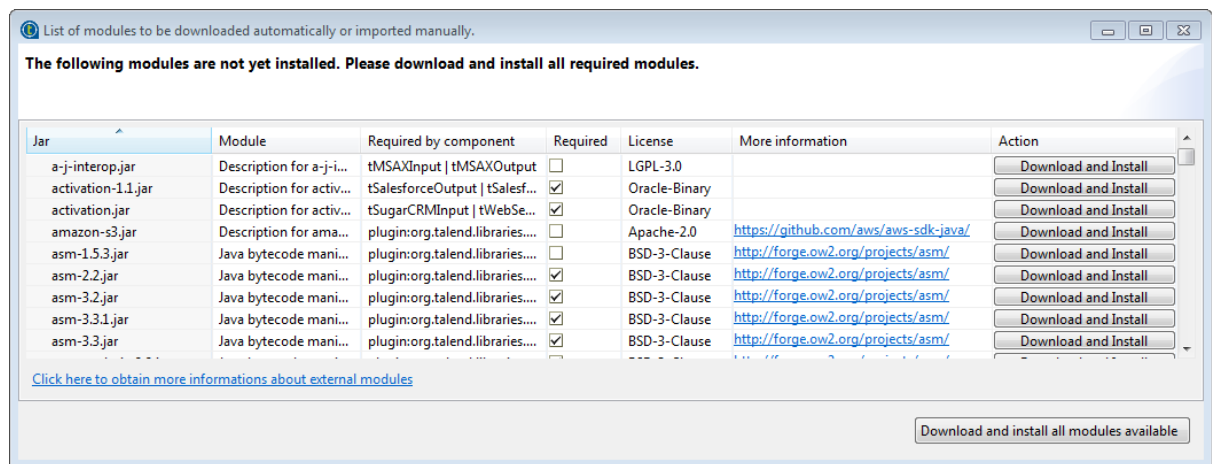 List of modules to be downloaded automatically or imported manually.
The following modules are not yet installed. Please download and install all required modules.
Jar Module Required by component Required License More information Action
a-j-interop.jar Description for a-j-i... tMSAXInput | tMSAXOutput LGPL-3.0 Download and Install
activation-1.1.jar Description for activ... tSalesforceOutput | tSalesf... Oracle-Binary Download and Install
activation.jar Description for activ... tSugarCRMInput | tWebSe... Oracle-Binary Download and Install
amazon-s3.jar Description for ama... plugin:org.talend.libraries.... Apache-2.0 https://github.com/aws/aws-sdk-java/ Download and Install
asm-1.5.3.jar Java bytecode mani... plugin:org.talend.libraries.... BSD-3-Clause http://forge.ow2.org/projects/asm/ Download and Install
asm-2.2.jar Java bytecode mani... plugin:org.talend.libraries.... BSD-3-Clause http://forge.ow2.org/projects/asm/ Download and Install
asm-3.2.jar Java bytecode mani... plugin:org.talend.libraries.... BSD-3-Clause http://forge.ow2.org/projects/asm/ Download and Install
asm-3.3.1.jar Java bytecode mani... plugin:org.talend.libraries.... BSD-3-Clause http://forge.ow2.org/projects/asm/ Download and Install
asm-3.3.jar Java bytecode mani... plugin:org.talend.libraries.... BSD-3-Clause http://forge.ow2.org/projects/asm/ Download and Install
Click here to obtain more informations about external modules
Download and install all modules available